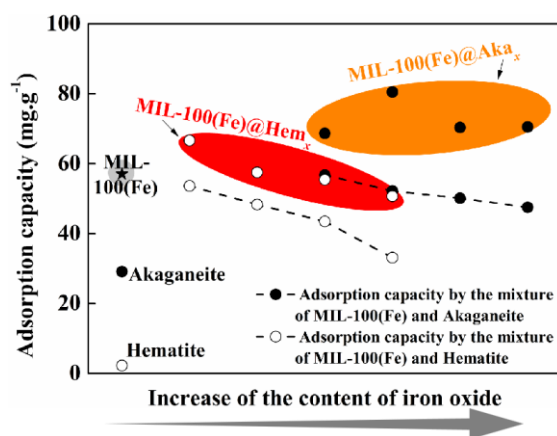 100
80
60
40
20
0
Adsorption capacity (mg.g⁻¹)
MIL-100(Fe)@Akaₓ
MIL-100(Fe)@Hemₓ
MIL-
100(Fe)
Akaganeite
Hematite
Adsorption capacity by the mixture
of MIL-100(Fe) and Akaganeite
Adsorption capacity by the mixture
of MIL-100(Fe) and Hematite
Increase of the content of iron oxide